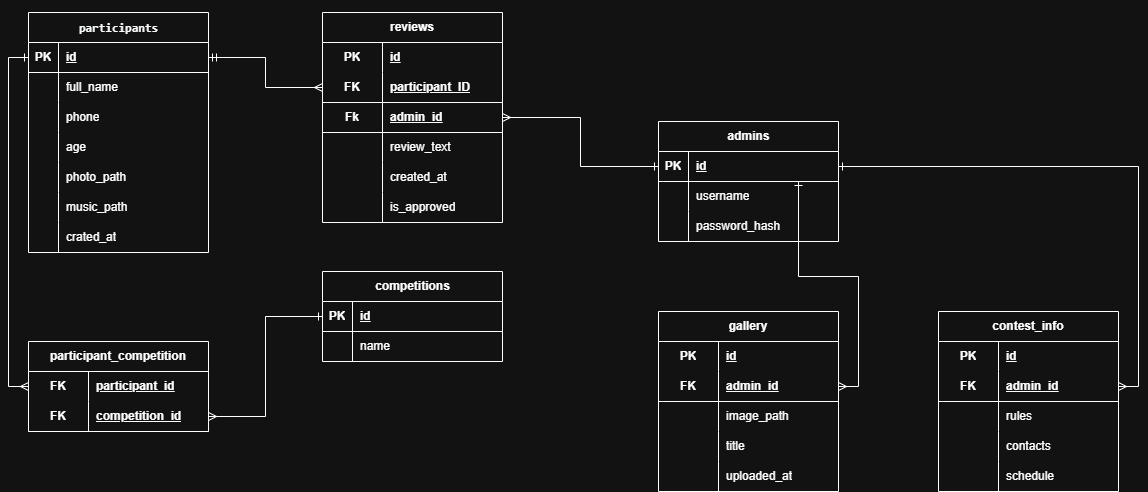 participants
PK id
full_name
phone
age
photo_path
music_path
crated_at
reviews
PK id
FK participant_ID
Fk admin_id
review_text
created_at
is_approved
admins
PK id
username
password_hash
competitions
PK id
name
participant_competition
FK participant_id
FK competition_id
gallery
PK id
FK admin_id
image_path
title
uploaded_at
contest_info
PK id
FK admin_id
rules
contacts
schedule